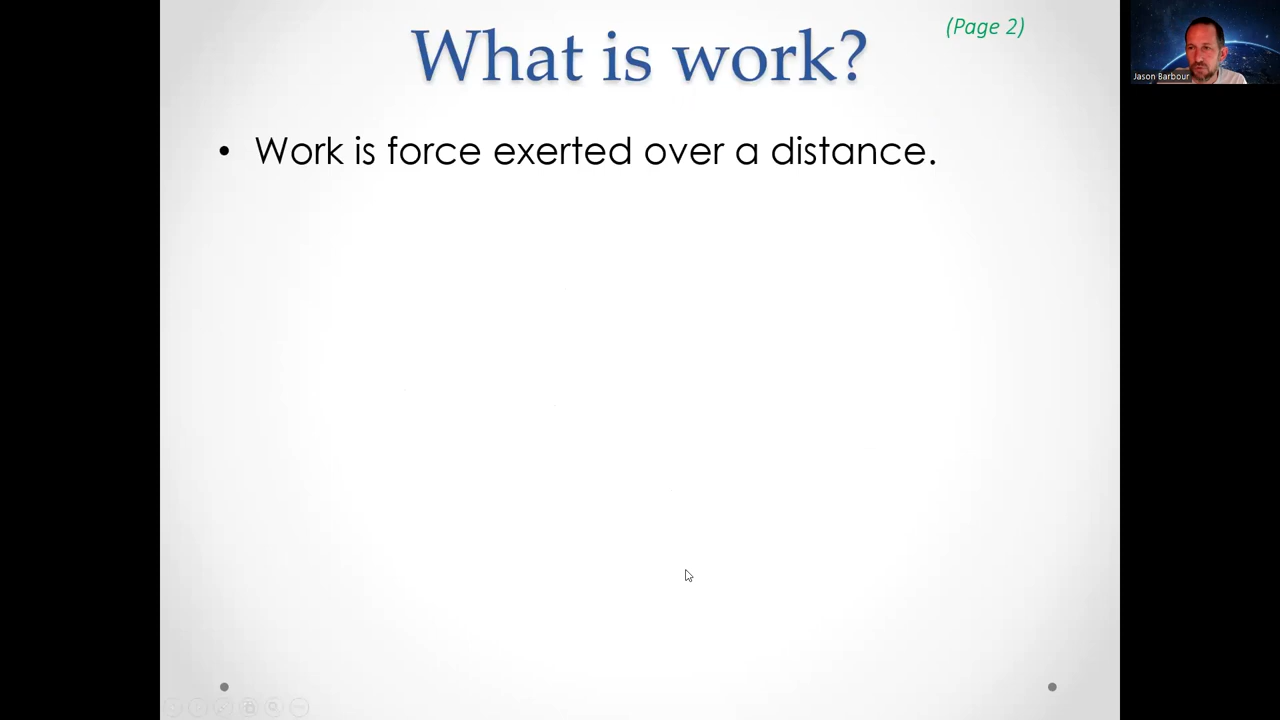 What is work?
(Page 2)
• Work is force exerted over a distance.
Jason Barbour